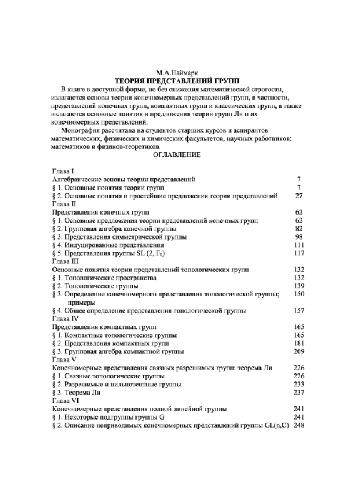 М.А.Наймарк
ТЕОРИЯ ПРЕДСТАВЛЕНИЙ ГРУПП
В книге в доступной форме, но без снижения математической строгости,
излагаются основы теории конечномерных представлений групп, в частности,
представлений конечных групп, компактных групп и классических групп, а также
излагаются основные понятия и предложения теории групп Ли и их
конечномерных представлений.
Монография рассчитана на студентов старших курсов и аспирантов
математических, физических и химических факультетов, научных работников:
математиков и физиков-теоретиков.
ОГЛАВЛЕНИЕ
Глава I
Алгебраические основы теории представлений 7
§ 1. Основные понятия теории групп 7
§ 2. Основные понятия и простейшие предложения теории представлений 27
Глава II
Представления конечных групп 62
§ 1. Основные предложения теории представлений конечных групп 62
§ 2. Групповая алгебра конечной группы 82
§ 3. Представления симметрической группы 98
§ 4. Индуцированные представления 111
§ 5. Представления группы SL (2, Fq) 117
Глава III
Основные понятия теории представлений топологических групп 132
§ 1. Топологические пространства 132
§ 2. Топологические группы 139
§ 3. Определение конечномерного представления топологической группы; 150
примеры
§ 4. Общее определение представления топологической группы 157
Глава IV
Представления компактных групп 165
§ 1. Компактные топологические группы 165
§ 2. Представления компактных групп 181
§ 3. Групповая алгебра компактной группы 209
Глава V
Конечномерные представления связных разрешимых групп; теорема Ли 226
§ 1. Связные топологические группы 226
§ 2. Разрешимые и нильпотентные группы 233
§ 3. Теорема Ли 237
Глава VI
Конечномерные представления полной линейной группы 241
§ 1. Некоторые подгруппы группы G 241
§ 2. Описание неприводимых конечномерных представлений группы GL(n,C) 248